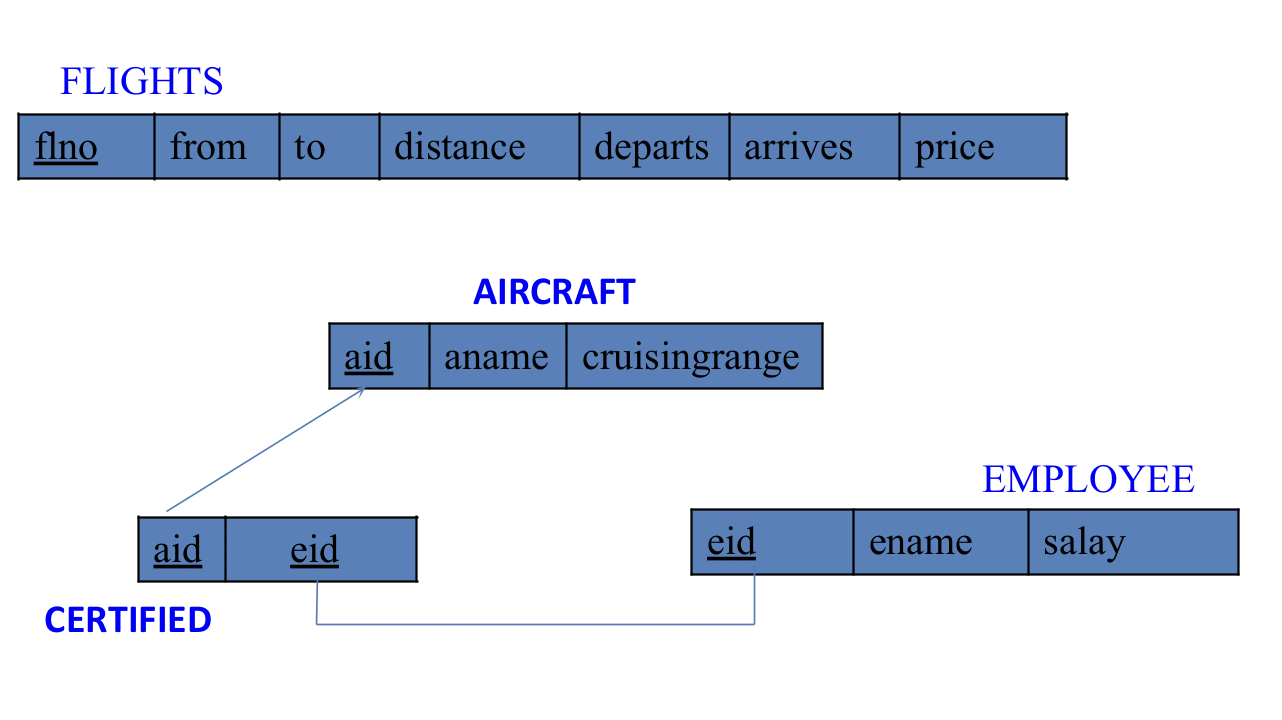 FLIGHTS
flno from to distance departs arrives price
AIRCRAFT
aid aname cruisingrange
EMPLOYEE
eid ename salay
aid eid
CERTIFIED